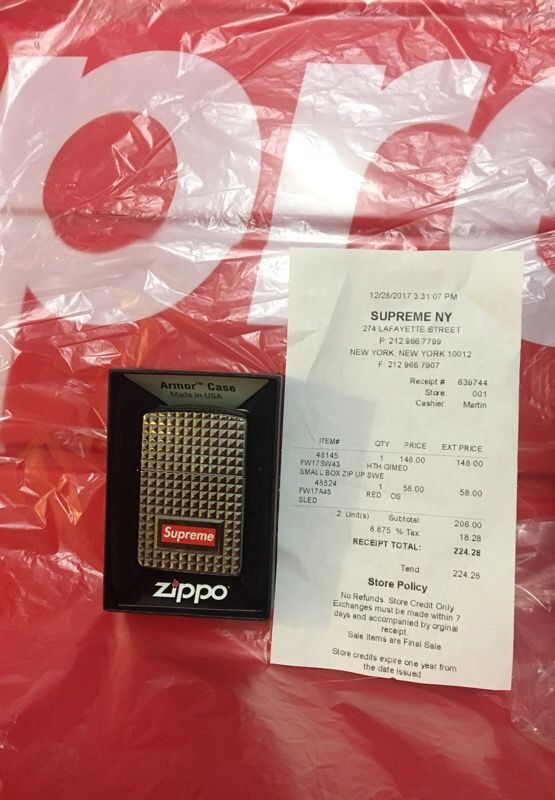 pr
12/28/2017 3:31:07 PM
SUPREME NY
274 LAFAYETTE STREET
P: 212.966.7799
NEW YORK, NEW YORK 10012
F: 212 966 7907
Receipt # 639744
Store 001
Cashier: Martin
ITEM# QTY PRICE EXT PRICE
48145 1 148.00 148.00
FW17SW43 HTH GIMED
SMALL BOX ZIP UP SWE
48524 1 58.00 58.00
FW17A45 RED OS
SLED
2 Unit(s) Subtotal: 206.00
8.875 % Tax: 18.28
RECEIPT TOTAL: 224.28
Tend: 224.28
Store Policy
No Refunds. Store Credit Only
Exchanges must be made within 7
days and accompanied by orginal
receipt.
Sale Items are Final Sale
Store credits expire one year from
the date issued
Armor™ Case
Made in USA
Supreme
Zippo